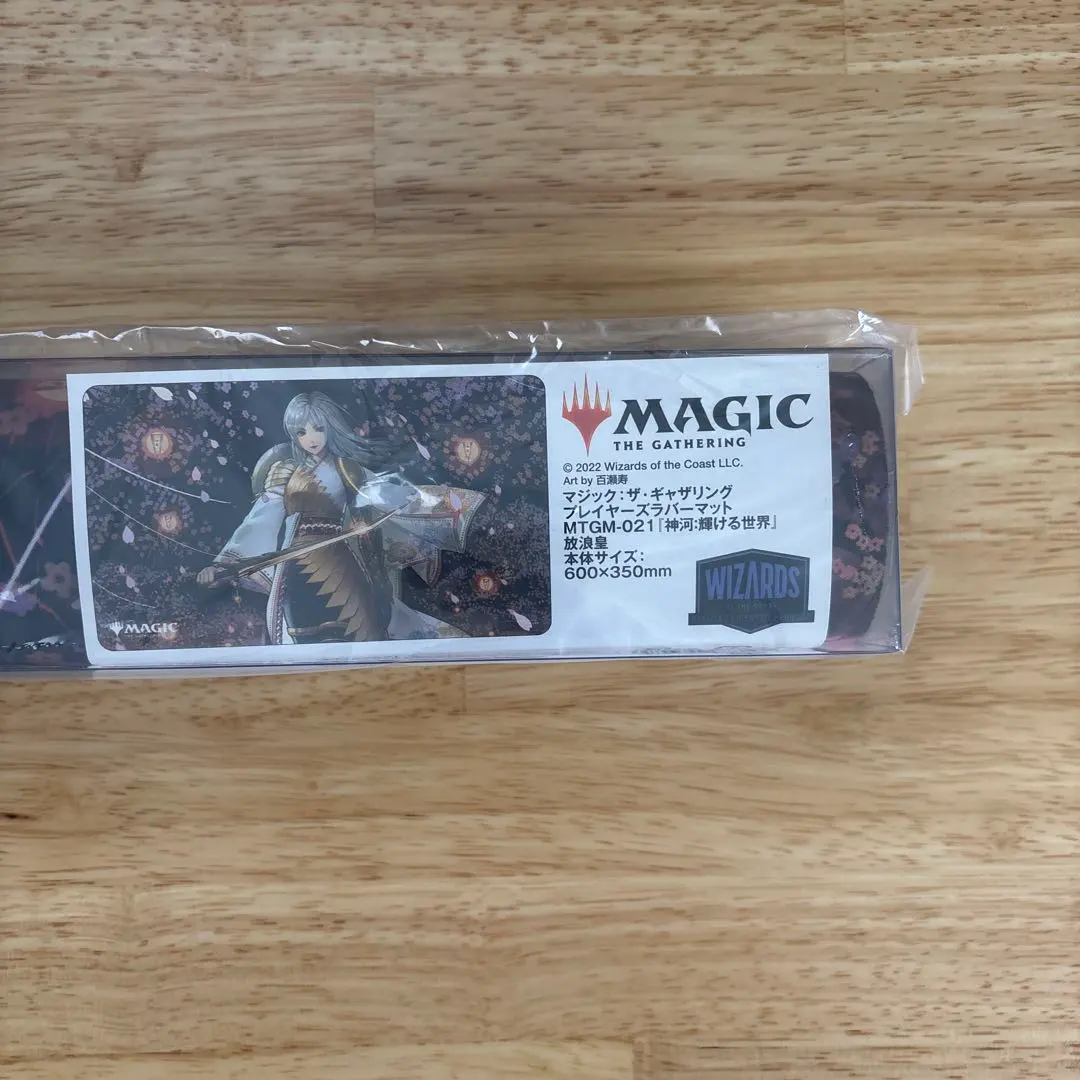 MAGIC
THE GATHERING
© 2022 Wizards of the Coast LLC.
Art by 百瀬寿
マジック:ザ・ギャザリング
プレイヤーズラバーマット
MTGM-021『神河:輝ける世界』
放浪皇
本体サイズ:
600×350mm
WIZARDS
MAGIC